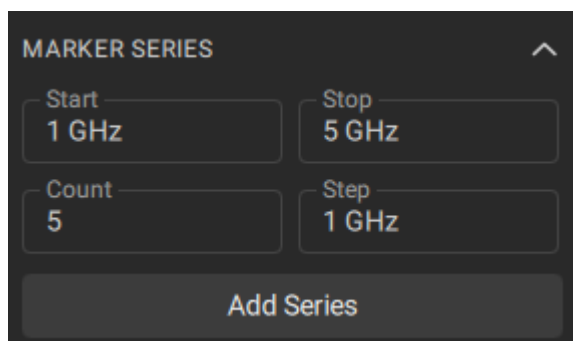 MARKER SERIES
Start
1 GHz
Stop
5 GHz
Count
5
Step
1 GHz
Add Series